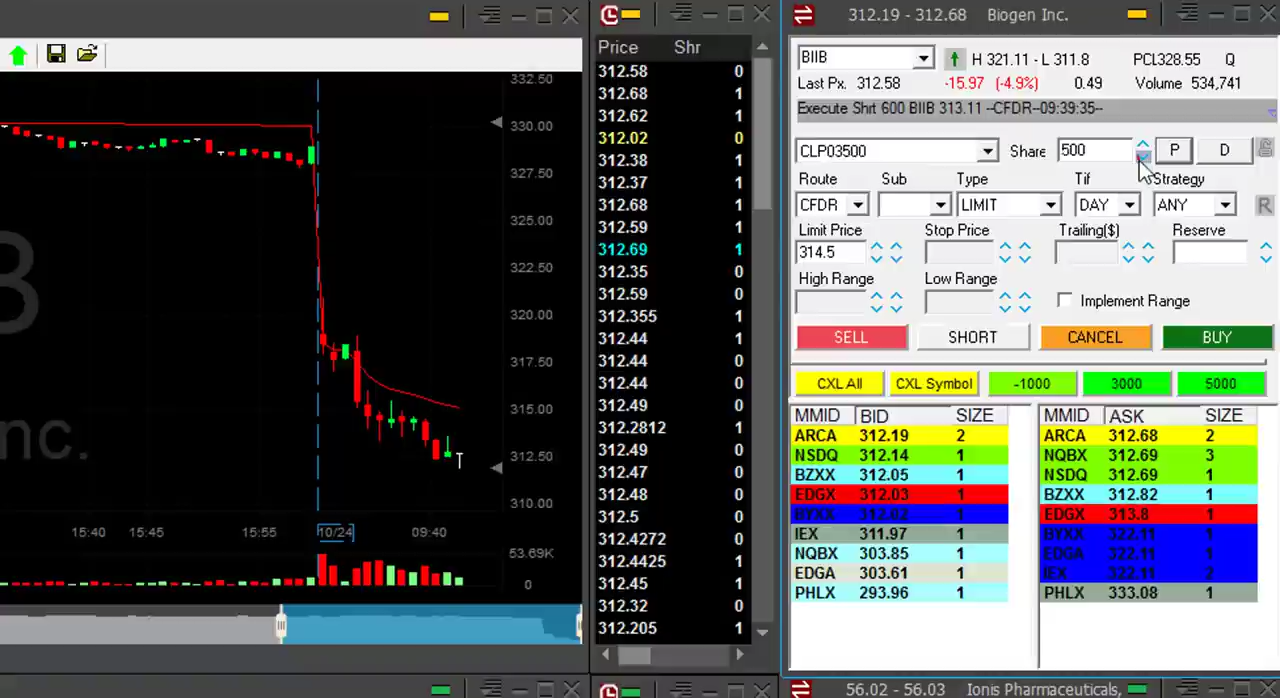 332.50
330.00
327.50
325.00
322.50
320.00
317.50
315.00
312.50
310.00
nc.
15:40 15:45 15:55 10/24 09:40
53.69K
0
Price Shr
312.58 0
312.68 1
312.62 1
312.02 0
312.38 1
312.37 1
312.68 1
312.59 1
312.69 1
312.35 0
312.59 0
312.355 1
312.44 1
312.44 0
312.44 0
312.49 0
312.2812 1
312.49 0
312.47 0
312.48 0
312.5 0
312.4272 0
312.4425 1
312.45 1
312.32 0
312.205 1
312.19 - 312.68 Biogen Inc.
BIIB H 321.11 - L 311.8 PCL328.55 Q
Last Px. 312.58 -15.97 (-4.9%) 0.49 Volume 534,741
Execute Shrt 600 BIIB 313.11 --CFDR--09:39:35--
CLP03500 Share 500 P D
Route Sub Type Tif Strategy
CFDR LIMIT DAY ANY R
Limit Price Stop Price Trailing($) Reserve
314.5
High Range Low Range
Implement Range
SELL SHORT CANCEL BUY
CXL All CXL Symbol -1000 3000 5000
MMID BID SIZE
ARCA 312.19 2
NSDQ 312.14 1
BZXX 312.05 1
EDGX 312.03 1
BYXX 312.02 1
IEX 311.97 1
NQBX 303.85 1
EDGA 303.61 1
PHLX 293.96 1
MMID ASK SIZE
ARCA 312.68 2
NQBX 312.69 3
NSDQ 312.69 1
BZXX 312.82 1
EDGX 313.8 1
BYXX 322.11 1
EDGA 322.11 1
IEX 322.11 2
PHLX 333.08 1
56.02 - 56.03 Ionis Pharmaceuticals,